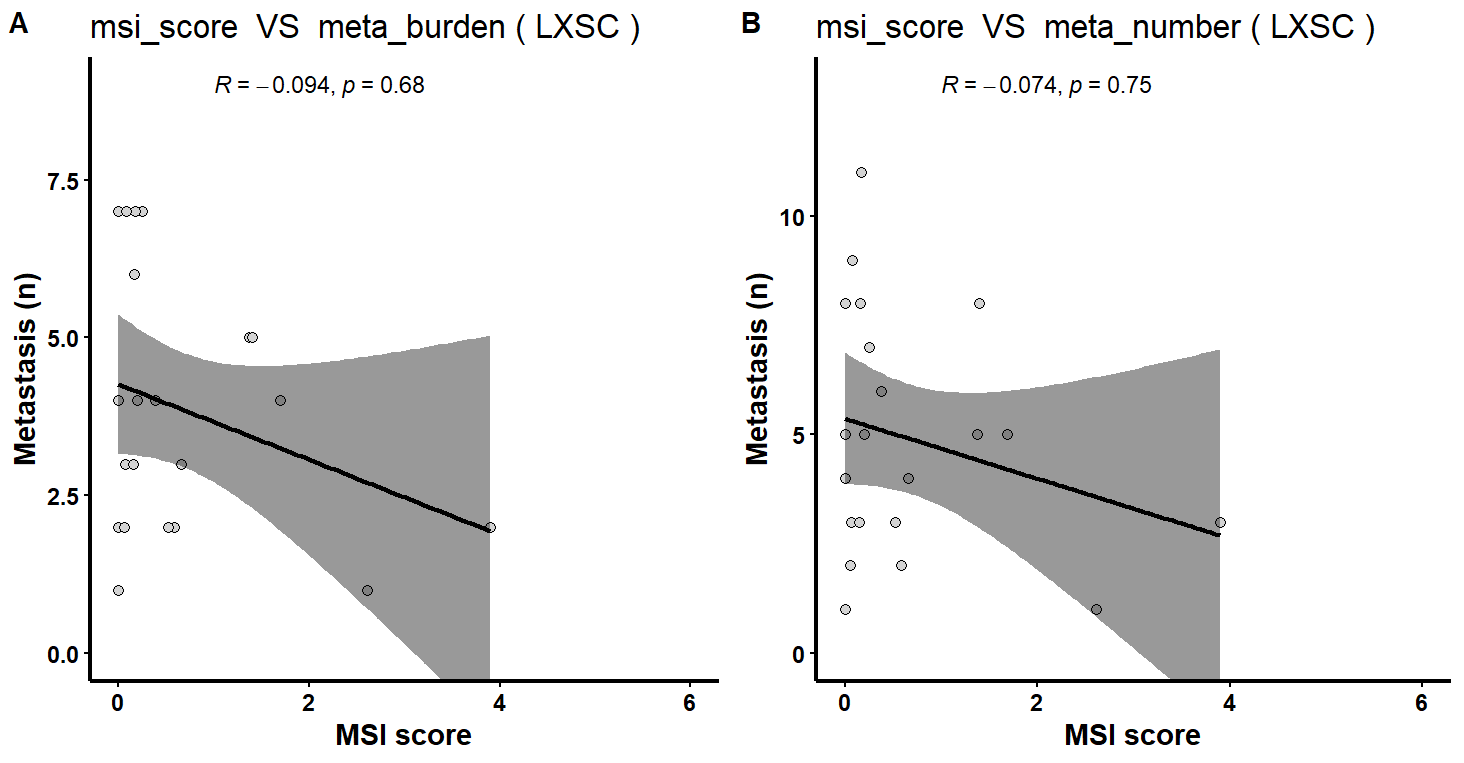 A
msi_score VS meta_burden ( LXSC )
R = −0.094, p = 0.68
7.5
5.0
2.5
0.0
Metastasis (n)
0 2 4 6
MSI score
B
msi_score VS meta_number ( LXSC )
R = −0.074, p = 0.75
10
5
0
Metastasis (n)
0 2 4 6
MSI score